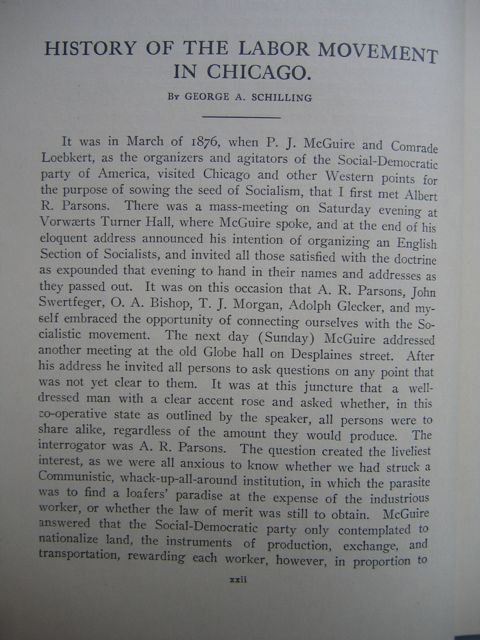 HISTORY OF THE LABOR MOVEMENT
IN CHICAGO.
By GEORGE A. SCHILLING
It was in March of 1876, when P. J. McGuire and Comrade
Loebkert, as the organizers and agitators of the Social-Democratic
party of America, visited Chicago and other Western points for
the purpose of sowing the seed of Socialism, that I first met Albert
R. Parsons. There was a mass-meeting on Saturday evening at
Vorwærts Turner Hall, where McGuire spoke, and at the end of his
eloquent address announced his intention of organizing an English
Section of Socialists, and invited all those satisfied with the doctrine
as expounded that evening to hand in their names and addresses as
they passed out. It was on this occasion that A. R. Parsons, John
Swertfeger, O. A. Bishop, T. J. Morgan, Adolph Glecker, and my-
self embraced the opportunity of connecting ourselves with the So-
cialistic movement. The next day (Sunday) McGuire addressed
another meeting at the old Globe hall on Desplaines street. After
his address he invited all persons to ask questions on any point that
was not yet clear to them. It was at this juncture that a well-
dressed man with a clear accent rose and asked whether, in this
co-operative state as outlined by the speaker, all persons were to
share alike, regardless of the amount they would produce. The
interrogator was A. R. Parsons. The question created the liveliest
interest, as we were all anxious to know whether we had struck a
Communistic, whack-up-all-around institution, in which the parasite
was to find a loafers' paradise at the expense of the industrious
worker, or whether the law of merit was still to obtain. McGuire
answered that the Social-Democratic party only contemplated to
nationalize land, the instruments of production, exchange, and
transportation, rewarding each worker, however, in proportion to
xxii